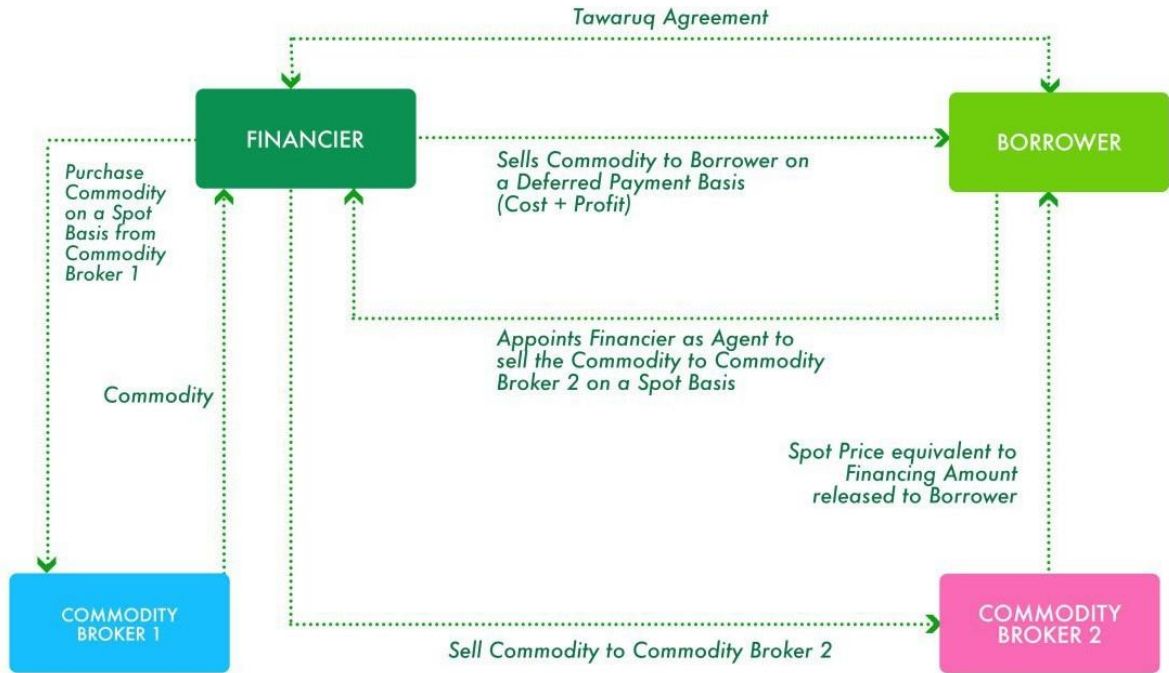 Tawaruq Agreement
FINANCIER
BORROWER
Purchase
Commodity
on a Spot
Basis from
Commodity
Broker 1
Sells Commodity to Borrower on
a Deferred Payment Basis
(Cost + Profit)
Appoints Financier as Agent to
sell the Commodity to Commodity
Broker 2 on a Spot Basis
Commodity
Spot Price equivalent to
Financing Amount
released to Borrower
COMMODITY
BROKER 1
COMMODITY
BROKER 2
Sell Commodity to Commodity Broker 2